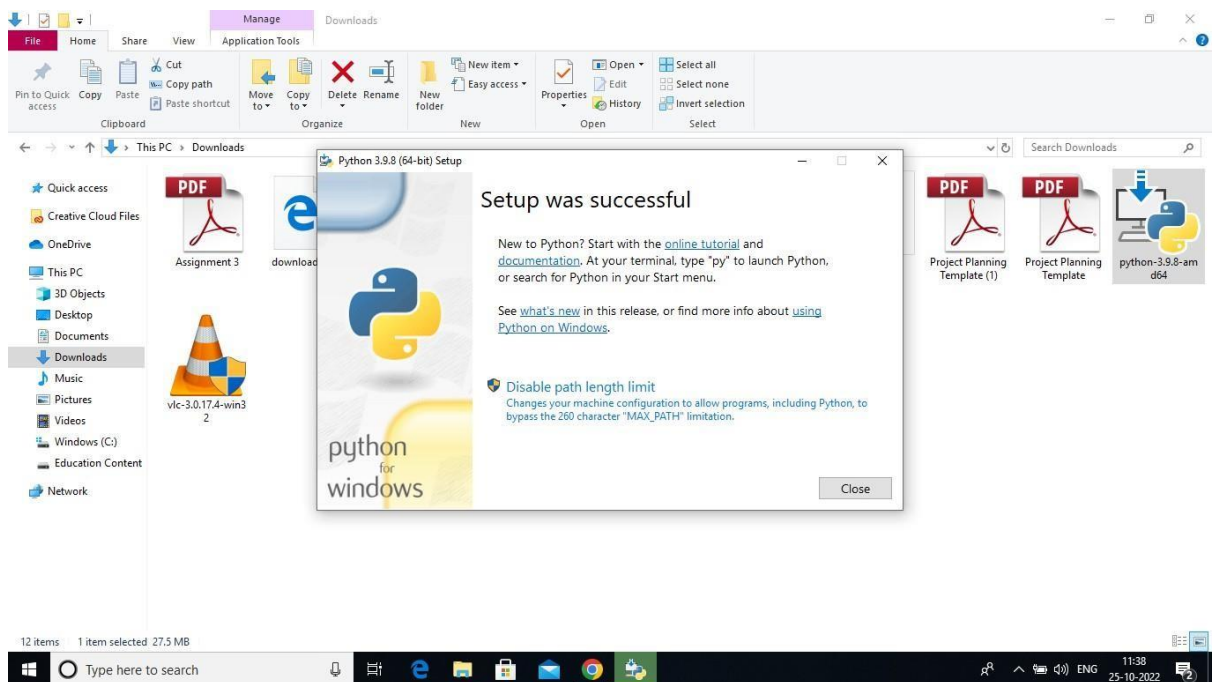 Manage
Downloads
File
Home
Share
View
Application Tools
Pin to Quick access
Copy
Paste
Cut
Copy path
Paste shortcut
Clipboard
Move to
Copy to
Delete
Rename
Organize
New folder
New item
Easy access
New
Properties
Open
Edit
History
Open
Select all
Select none
Invert selection
Select
This PC > Downloads
Search Downloads
Quick access
Creative Cloud Files
OneDrive
This PC
3D Objects
Desktop
Documents
Downloads
Music
Pictures
Videos
Windows (C:)
Education Content
Network
PDF
Assignment 3
download
vlc-3.0.17.4-win3
2
PDF
Project Planning
Template (1)
PDF
Project Planning
Template
python-3.9.8-am
d64
Python 3.9.8 (64-bit) Setup
Setup was successful
New to Python? Start with the online tutorial and
documentation. At your terminal, type "py" to launch Python,
or search for Python in your Start menu.
See what's new in this release, or find more info about using
Python on Windows.
Disable path length limit
Changes your machine configuration to allow programs, including Python, to
bypass the 260 character "MAX_PATH" limitation.
python
for
windows
Close
12 items
1 item selected 27.5 MB
Type here to search
ENG
11:38
25-10-2022
2